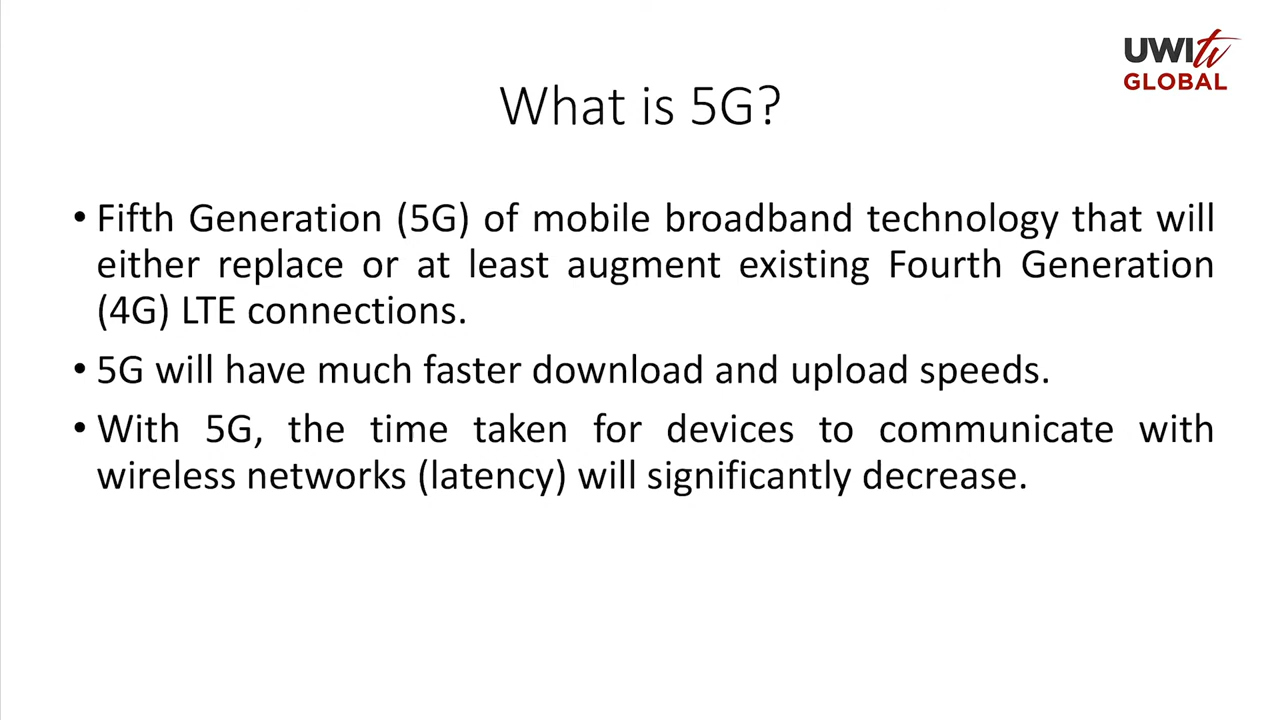 UWItv
GLOBAL
What is 5G?
• Fifth Generation (5G) of mobile broadband technology that will
either replace or at least augment existing Fourth Generation
(4G) LTE connections.
• 5G will have much faster download and upload speeds.
• With 5G, the time taken for devices to communicate with
wireless networks (latency) will significantly decrease.